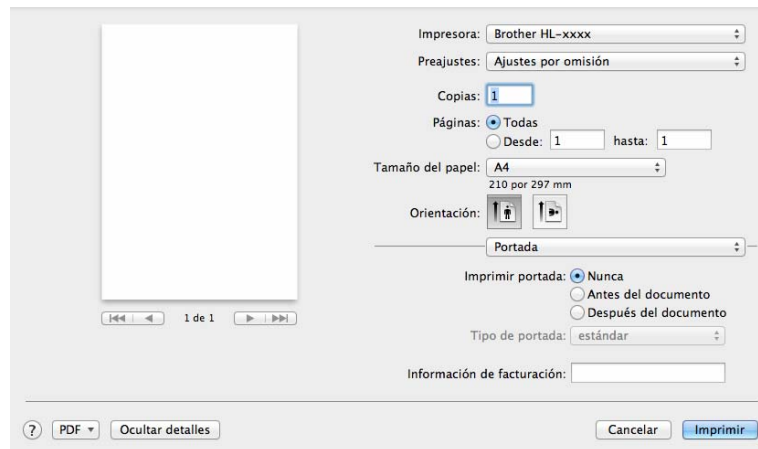 Impresora: Brother HL-xxxx
Preajustes: Ajustes por omisión
Copias: 1
Páginas: Todas
Desde: 1 hasta: 1
Tamaño del papel: A4
210 por 297 mm
Orientación:
Portada
Imprimir portada: Nunca
Antes del documento
Después del documento
Tipo de portada: estándar
Información de facturación:
1 de 1
? PDF Ocultar detalles Cancelar Imprimir